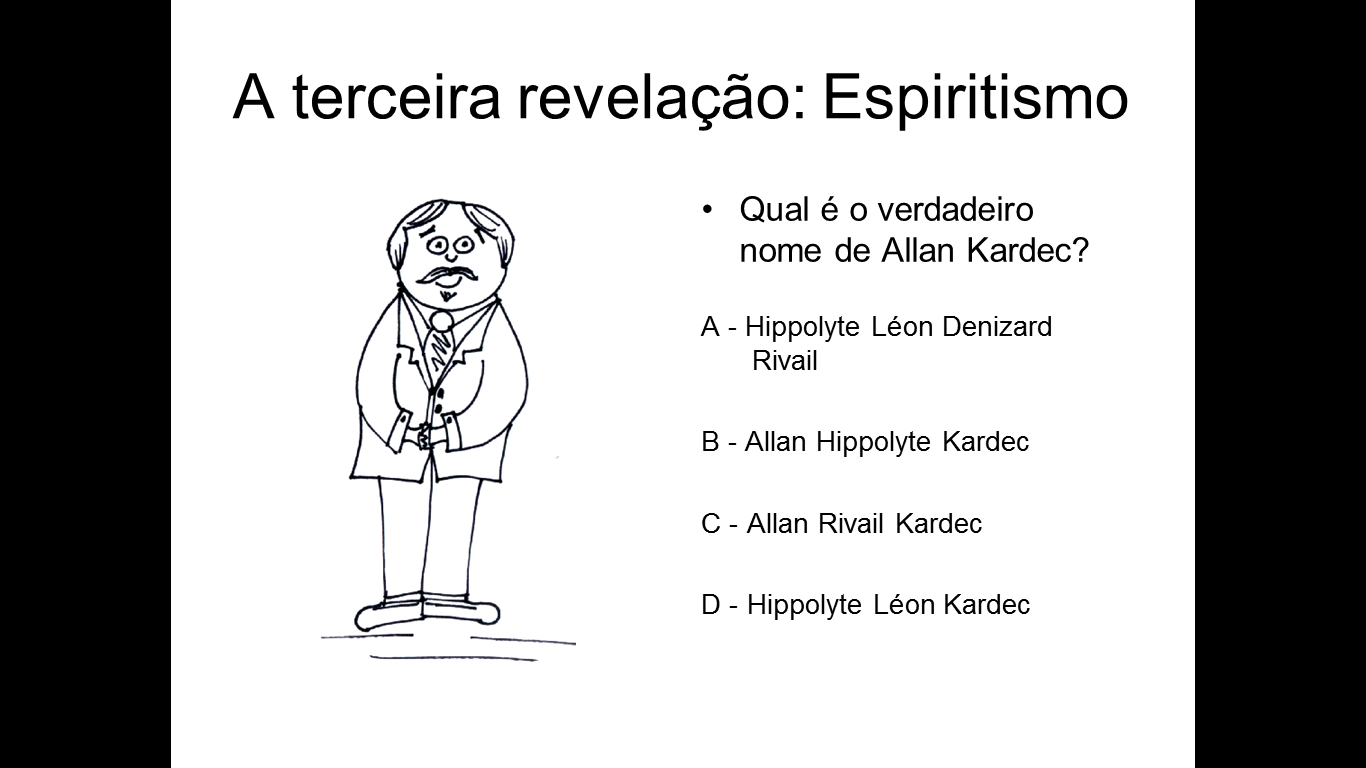 A terceira revelação: Espiritismo
• Qual é o verdadeiro
nome de Allan Kardec?
A - Hippolyte Léon Denizard
Rivail
B - Allan Hippolyte Kardec
C - Allan Rivail Kardec
D - Hippolyte Léon Kardec